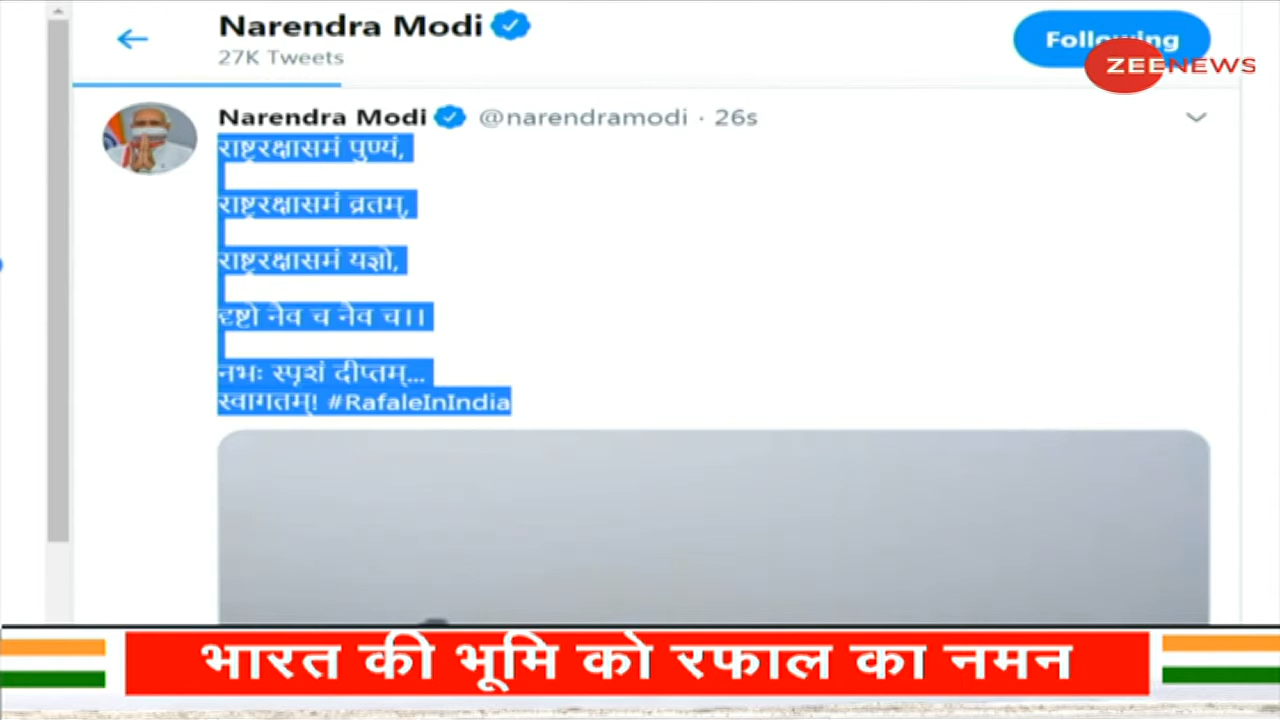 Narendra Modi
27K Tweets
Following
ZEENEWS
Narendra Modi @narendramodi · 26s
राष्ट्ररक्षासमं पुण्यं,
राष्ट्ररक्षासमं व्रतम्,
राष्ट्ररक्षासमं यज्ञो,
दृष्टो नैव च नैव च।।
नभः स्पृशं दीप्तम्...
स्वागतम्! #RafaleInIndia
भारत की भूमि को रफाल का नमन